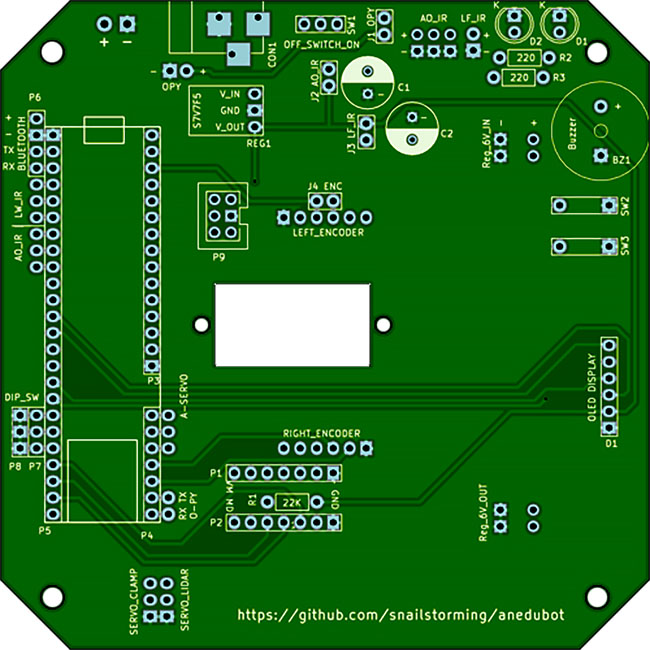 K
K
D2
D1
+ -
CON1
SW1
OFF_SWITCH_ON
J1 OPY
AO_IR
LF_IR
+
-
+
-
220
R2
220
R3
- +
OPY
J2 AO_IR
C1
-
C2
-
J3 LF_IR
S7V7F5
V_IN
GND
V_OUT
REG1
Reg_6V_IN
- +
Buzzer
+
BZ1
P6
+
-
TX
RX
BLUETOOTH
LW_IR
AO_IR
J4 ENC
LEFT_ENCODER
P9
SW2
SW3
P3
A-SERVO
DIP_SW
P8 P7
OLED DISPLAY
D1
RIGHT_ENCODER
P1
GND
R1
22K
P2
RX TX
O-PY
P5
P4
Reg_6V_OUT
SERVO_CLAMP
SERVO_LIDAR
https://github.com/snailstorming/anedubot